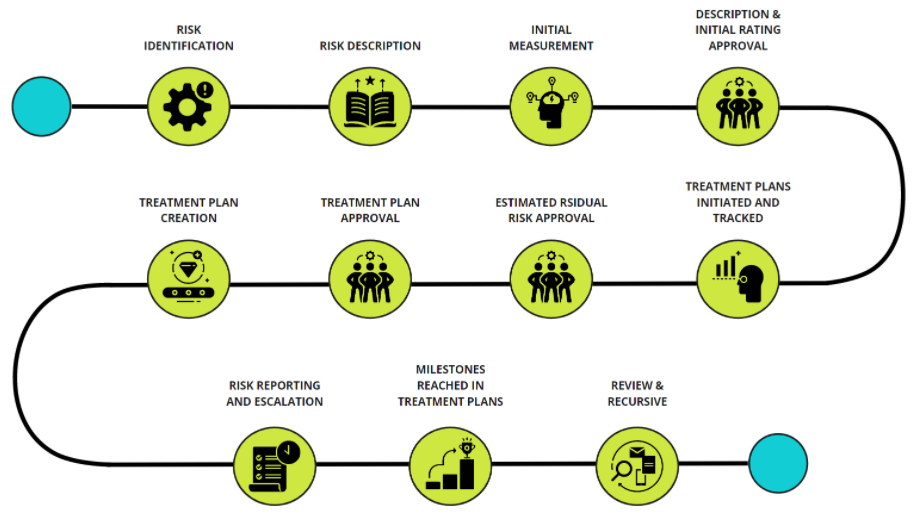 RISK
IDENTIFICATION
RISK DESCRIPTION
INITIAL
MEASUREMENT
DESCRIPTION &
INITIAL RATING
APPROVAL
TREATMENT PLAN
CREATION
TREATMENT PLAN
APPROVAL
ESTIMATED RSIDUAL
RISK APPROVAL
TREATMENT PLANS
INITIATED AND
TRACKED
RISK REPORTING
AND ESCALATION
MILESTONES
REACHED IN
TREATMENT PLANS
REVIEW &
RECURSIVE